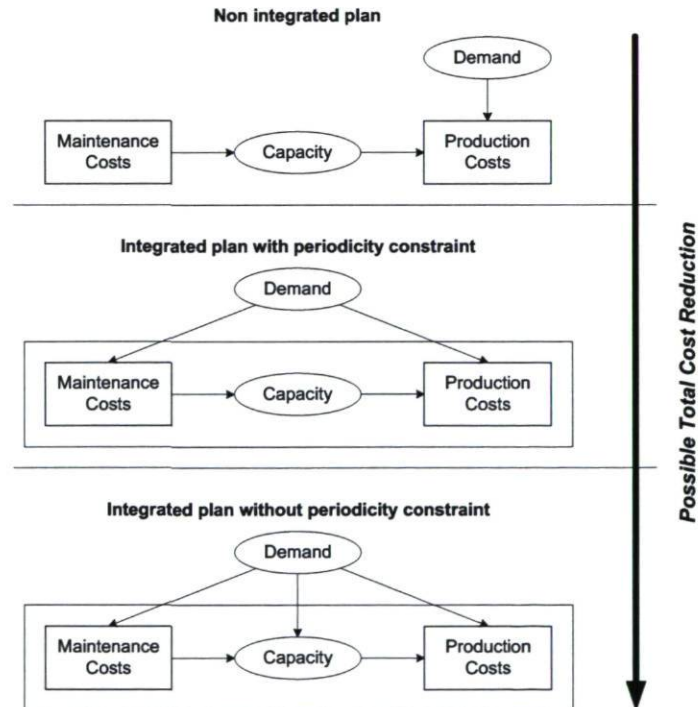 Non integrated plan
Demand
Maintenance
Costs
Capacity
Production
Costs
Integrated plan with periodicity constraint
Demand
Maintenance
Costs
Capacity
Production
Costs
Integrated plan without periodicity constraint
Demand
Maintenance
Costs
Capacity
Production
Costs
Possible Total Cost Reduction